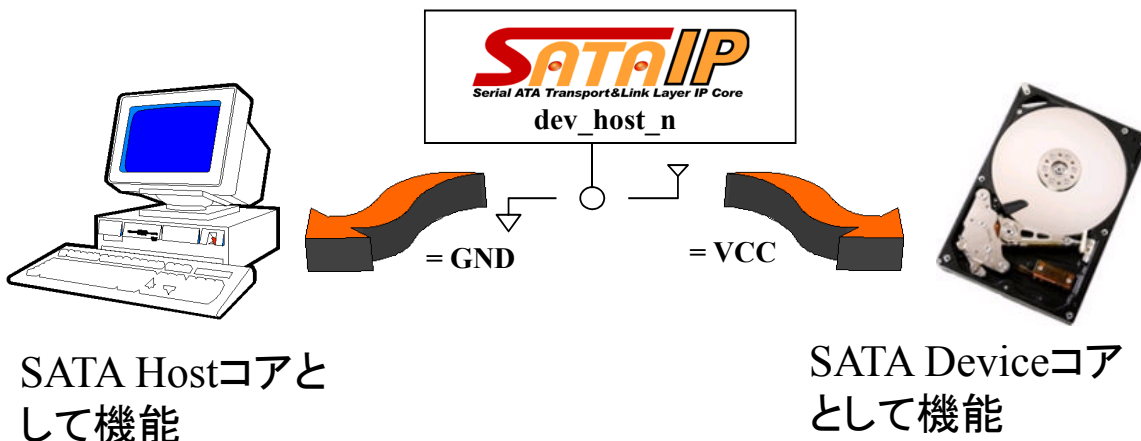 SATA IP
Serial ATA Transport&Link Layer IP Core
dev_host_n
= GND
= VCC
SATA Hostコアと
して機能
SATA Deviceコア
として機能